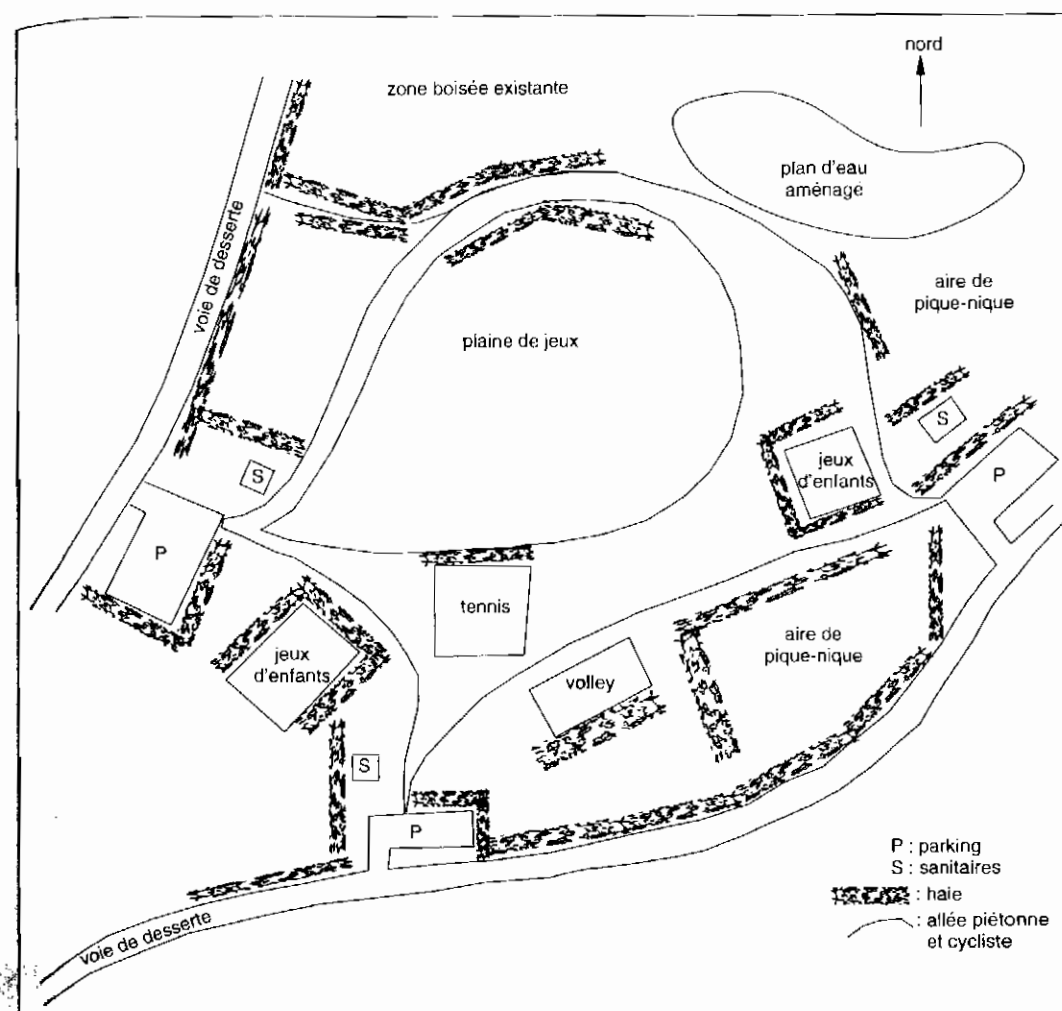 nord
zone boisée existante
plan d'eau
aménagé
voie de desserte
aire de
pique-nique
plaine de jeux
S
S
jeux
d'enfants
P
P
tennis
jeux
d'enfants
aire de
pique-nique
volley
S
P
P : parking
S : sanitaires
: haie
: allée piétonne
et cycliste
voie de desserte